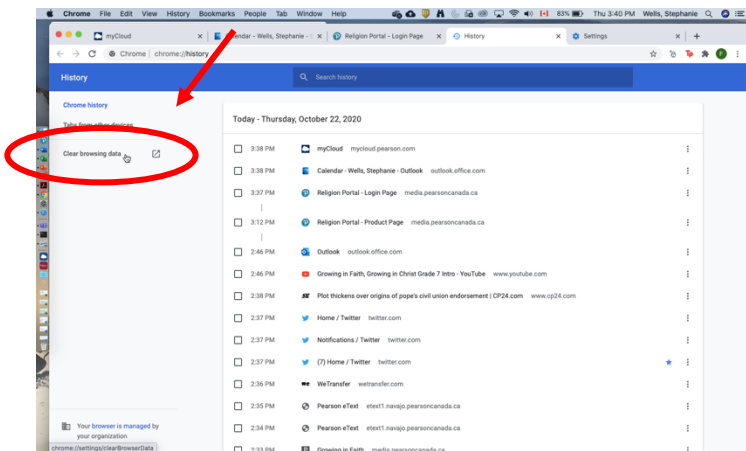 Chrome File Edit View History Bookmarks People Tab Window Help 83% Thu 3:40 PM Wells, Stephanie
myCloud × endar - Wells, Stephanie - × Religion Portal - Login Page × History × Settings × +
Chrome | chrome://history
History
Search history
Chrome history
Tabs from other devices
Clear browsing data
Today - Thursday, October 22, 2020
3:38 PM myCloud mycloud.pearson.com
3:38 PM Calendar - Wells, Stephanie - Outlook outlook.office.com
3:37 PM Religion Portal - Login Page media.pearsoncanada.ca
3:12 PM Religion Portal - Product Page media.pearsoncanada.ca
2:46 PM Outlook outlook.office.com
2:46 PM Growing in Faith, Growing in Christ Grade 7 Intro - YouTube www.youtube.com
2:38 PM Plot thickens over origins of pope's civil union endorsement | CP24.com www.cp24.com
2:37 PM Home / Twitter twitter.com
2:37 PM Notifications / Twitter twitter.com
2:37 PM (7) Home / Twitter twitter.com
2:36 PM WeTransfer wetransfer.com
2:35 PM Pearson eText etext1.navajo.pearsoncanada.ca
2:34 PM Pearson eText etext1.navajo.pearsoncanada.ca
2:33 PM Growing in Faith media.pearsoncanada.ca
Your browser is managed by
your organization
chrome://settings/clearBrowserData